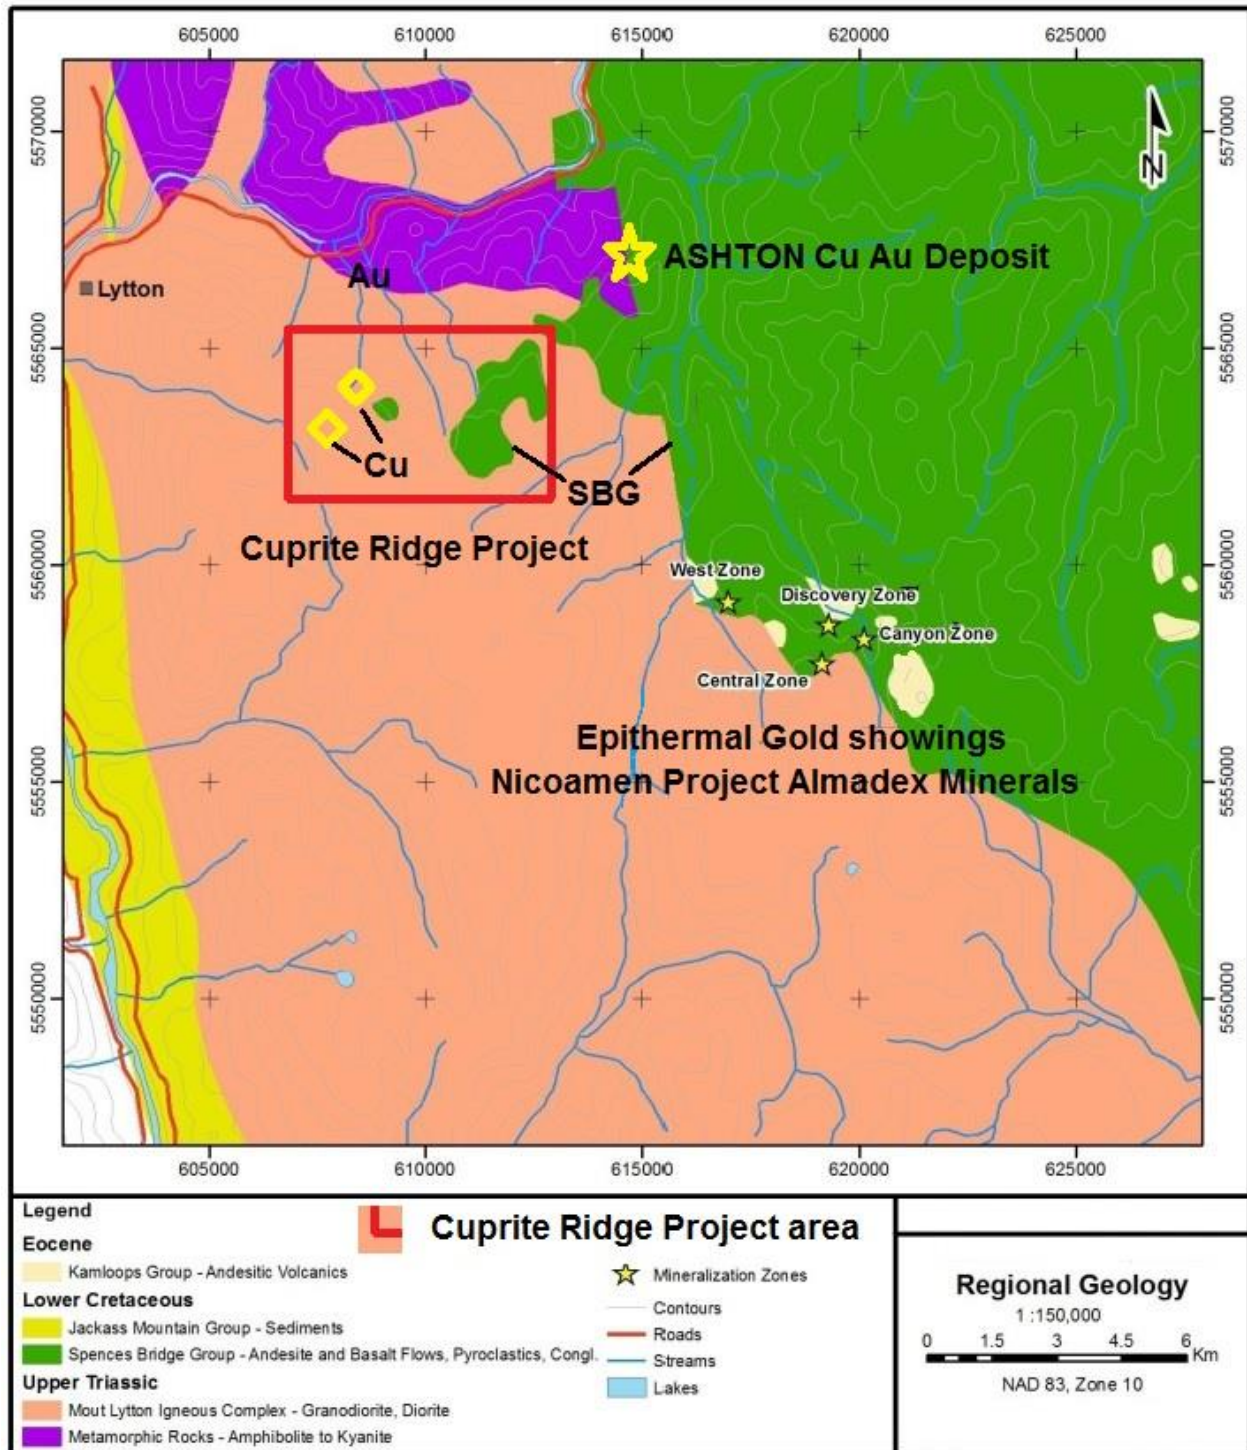 605000 610000 615000 620000 625000
5570000 5570000
N
ASHTON Cu Au Deposit
Au
Lytton
5565000 5565000
Cu
SBG
Cuprite Ridge Project
5560000 5560000
West Zone
Discovery Zone
Canyon Zone
Central Zone
Epithermal Gold showings
Nicoamen Project Almadex Minerals
5555000 5555000
5550000 5550000
605000 610000 615000 620000 625000
Legend
Cuprite Ridge Project area
Eocene
Kamloops Group - Andesitic Volcanics
Lower Cretaceous
Jackass Mountain Group - Sediments
Spences Bridge Group - Andesite and Basalt Flows, Pyroclastics, Congl.
Upper Triassic
Mout Lytton Igneous Complex - Granodiorite, Diorite
Metamorphic Rocks - Amphibolite to Kyanite
Mineralization Zones
Contours
Roads
Streams
Lakes
Regional Geology
1 :150,000
0 1.5 3 4.5 6
Km
NAD 83, Zone 10